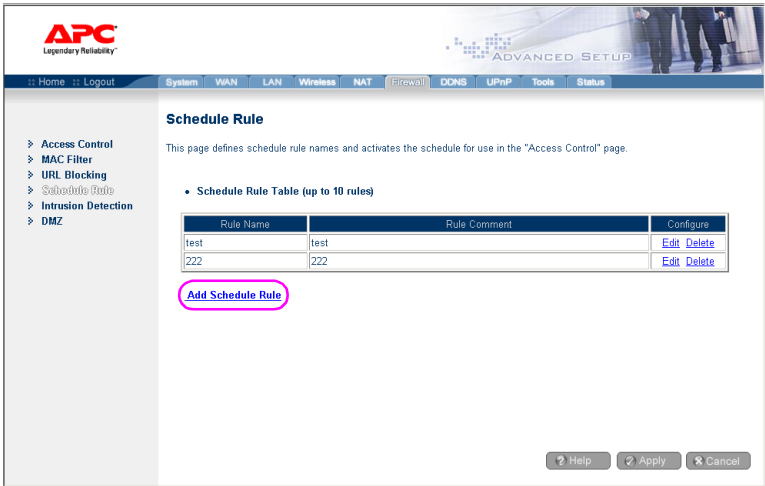 APC
Legendary Reliability™
ADVANCED SETUP
:: Home :: Logout
System WAN LAN Wireless NAT Firewall DDNS UPnP Tools Status
Access Control
MAC Filter
URL Blocking
Schedule Rule
Intrusion Detection
DMZ
Schedule Rule
This page defines schedule rule names and activates the schedule for use in the "Access Control" page.
• Schedule Rule Table (up to 10 rules)
Rule Name Rule Comment Configure
test test Edit Delete
222 222 Edit Delete
Add Schedule Rule
? Help Apply Cancel